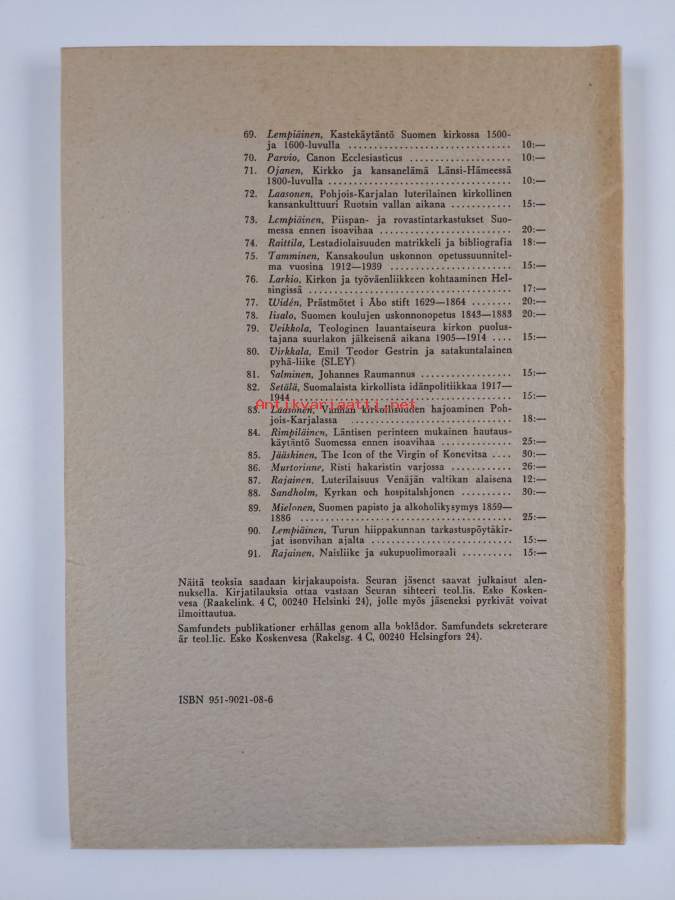 69. Lempiäinen, Kastekäytäntö Suomen kirkossa 1500-
ja 1600-luvulla ................................ 10:—
70. Parvio, Canon Ecclesiasticus .................... 10:—
71. Ojanen, Kirkko ja kansanelämä Länsi-Hämeessä
1800-luvulla .................................... 10:—
72. Laasonen, Pohjois-Karjalan luterilainen kirkollinen
kansankulttuuri Ruotsin vallan aikana ............ 15:—
73. Lempiäinen, Piispan- ja rovastintarkastukset Suo-
messa ennen isoavihaa .......................... 20:—
74. Raittila, Lestadiolaisuuden matrikkeli ja bibliografia 18:—
75. Tamminen, Kansakoulun uskonnon opetussuunnitel-
ma vuosina 1912—1939 .......................... 15:—
76. Larkio, Kirkon ja työväenliikkeen kohtaaminen Hel-
singissä ........................................ 17:—
77. Widén, Prästmötet i Åbo stift 1629—1864 ........ 20:—
78. Iisalo, Suomen koulujen uskonnonopetus 1843—1883 20:—
79. Veikkola, Teologinen lauantaiseura kirkon puolus-
tajana suurlakon jälkeisenä aikana 1905—1914 .... 15:—
80. Virkkala, Emil Teodor Gestrin ja satakuntalainen
pyhä-liike (SLEY)
81. Salminen, Johannes Raumannus .................. 15:—
82. Setälä, Suomalaista kirkollista idänpolitiikkaa 1917—
1944 ............................................ 15:—
Antikvariaatti.net
83. Laasonen, Vanhan kirkollisuuden hajoaminen Poh-
jois-Karjalassa ................................ 18:—
84. Rimpiläinen, Läntisen perinteen mukainen hautaus-
käytäntö Suomessa ennen isoavihaa .............. 25:—
85. Jääskinen, The Icon of the Virgin of Konevitsa .... 30:—
86. Murtorinne, Risti hakaristin varjossa ............ 26:—
87. Rajainen, Luterilaisuus Venäjän valtikan alaisena 12:—
88. Sandholm, Kyrkan och hospitalshjonen .......... 30:—
89. Mielonen, Suomen papisto ja alkoholikysymys 1859—
1886 .......................................... 25:—
90. Lempiäinen, Turun hiippakunnan tarkastuspöytäkir-
jat isonvihan ajalta ............................ 15:—
91. Rajainen, Naisliike ja sukupuolimoraali .......... 15:—
Näitä teoksia saadaan kirjakaupoista. Seuran jäsenet saavat julkaisut alen-
nuksella. Kirjatilauksia ottaa vastaan Seuran sihteeri teol.lis. Esko Kosken-
vesa (Raakelink. 4 C, 00240 Helsinki 24), jolle myös jäseneksi pyrkivät voivat
ilmoittautua.
Samfundets publikationer erhållas genom alla boklådor. Samfundets sekreterare
är teol.lic. Esko Koskenvesa (Rakelsg. 4 C, 00240 Helsingfors 24).
ISBN 951-9021-08-6